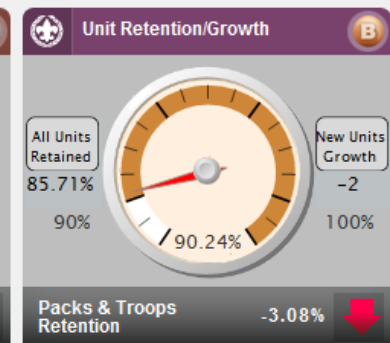 Unit Retention/Growth
B
All Units
Retained
85.71%
90%
90.24%
New Units
Growth
-2
100%
Packs & Troops
Retention
-3.08%